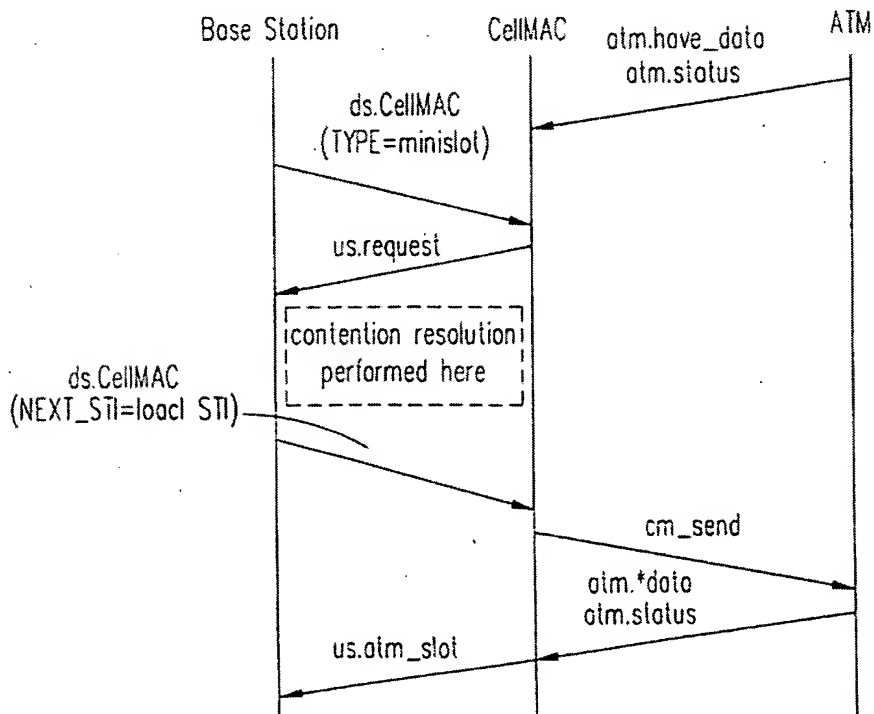 Base Station
CellMAC
ATM
atm.have_data
atm.status
ds.CellMAC
(TYPE=minislot)
us.request
contention resolution
performed here
ds.CellMAC
(NEXT_STI=loacl STI)
cm_send
atm.*data
atm.status
us.atm_slot